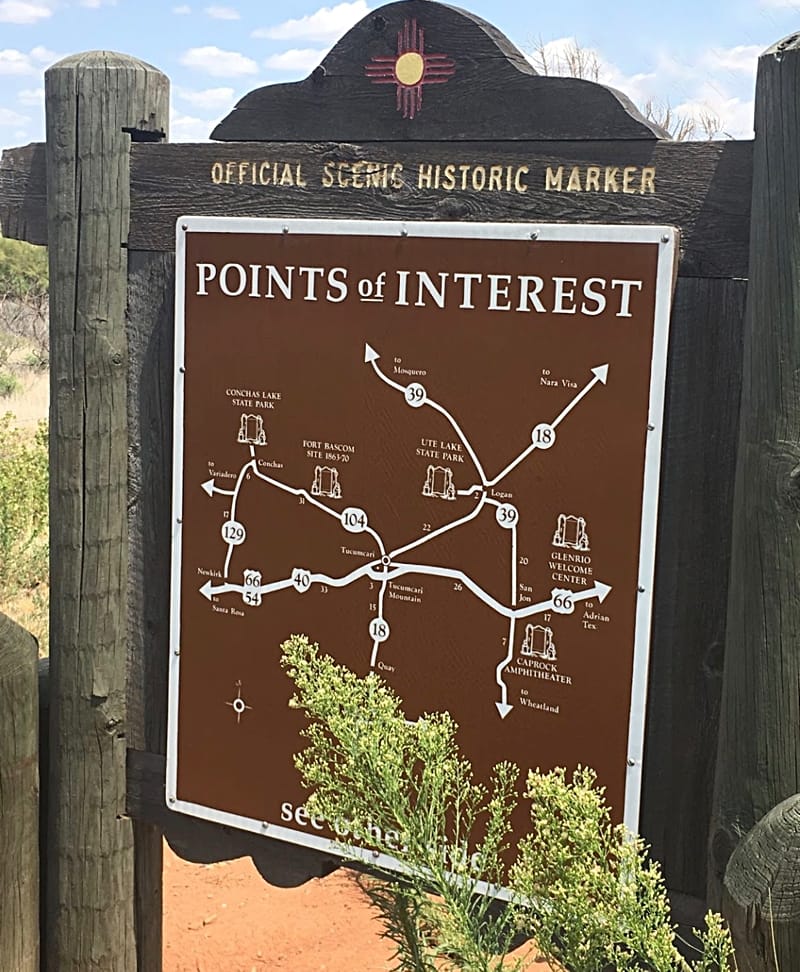 OFFICIAL SCENIC HISTORIC MARKER
POINTS of INTEREST
to
Mosquero
39
to
Nara Visa
18
CONCHAS LAKE
STATE PARK
FORT BASCOM
SITE 1863-70
UTE LAKE
STATE PARK
to
Variadero
6
Conchas
31
2
Logan
17
129
104
22
39
GLENRIO
WELCOME
CENTER
Tucumcari
20
Newkirk
66
54
40
33
3
Tucumcari
Mountain
26
San
Jon
66
17
to
Adrian
Tex.
to
Santa Rosa
15
18
Quay
7
CAPROCK
AMPHITHEATER
to
Wheatland
see other side